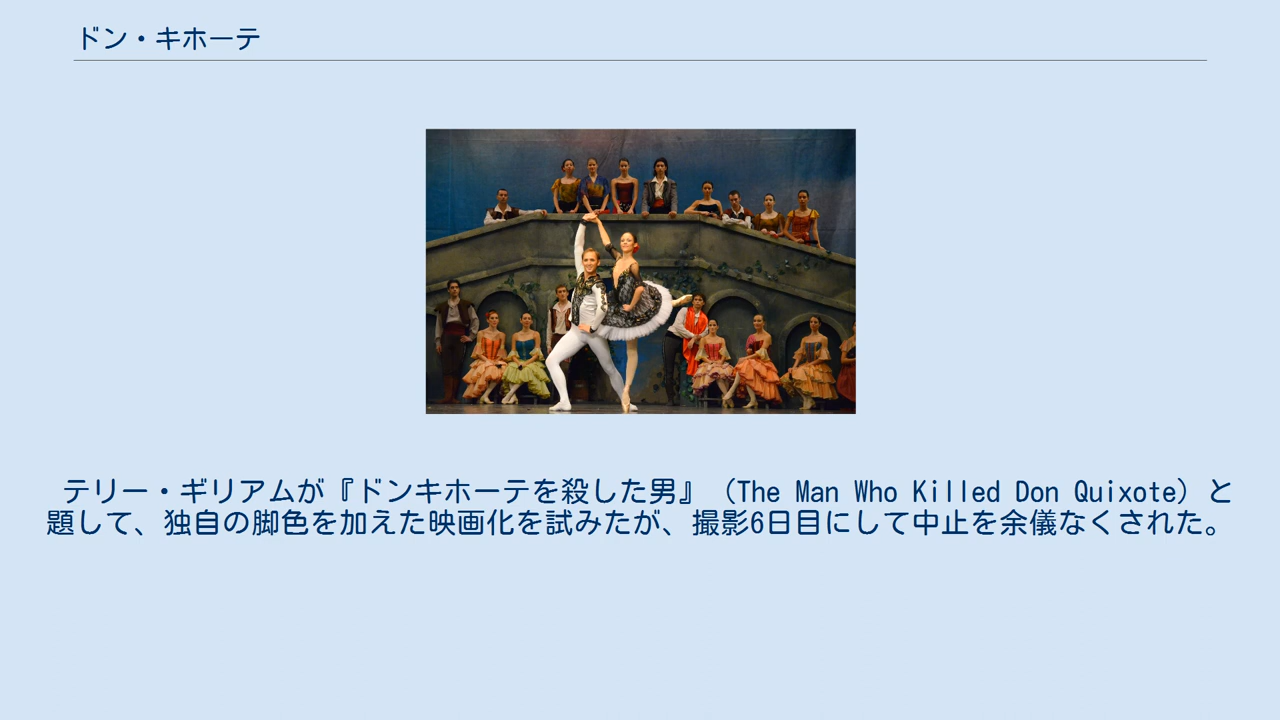 ドン・キホーテ
テリー・ギリアムが『ドンキホーテを殺した男』（The Man Who Killed Don Quixote）と
題して、独自の脚色を加えた映画化を試みたが、撮影6日目にして中止を余儀なくされた。